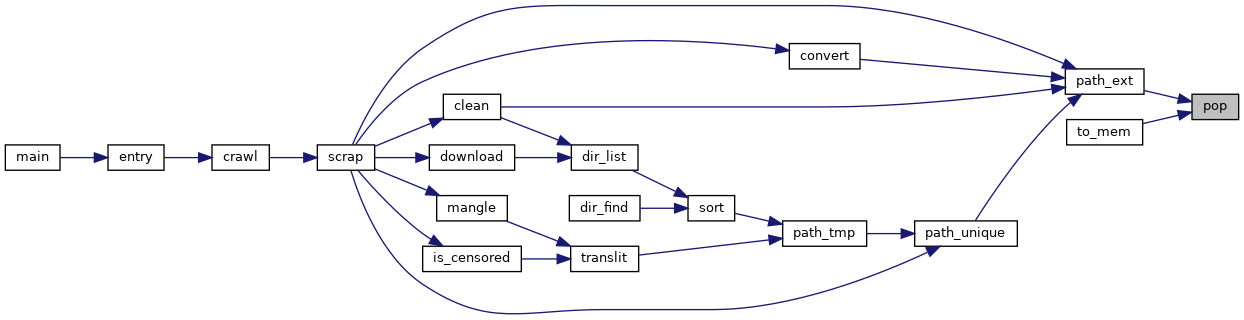 main
entry
crawl
scrap
clean
download
mangle
is_censored
dir_list
dir_find
translit
sort
convert
path_tmp
path_unique
path_ext
to_mem
pop